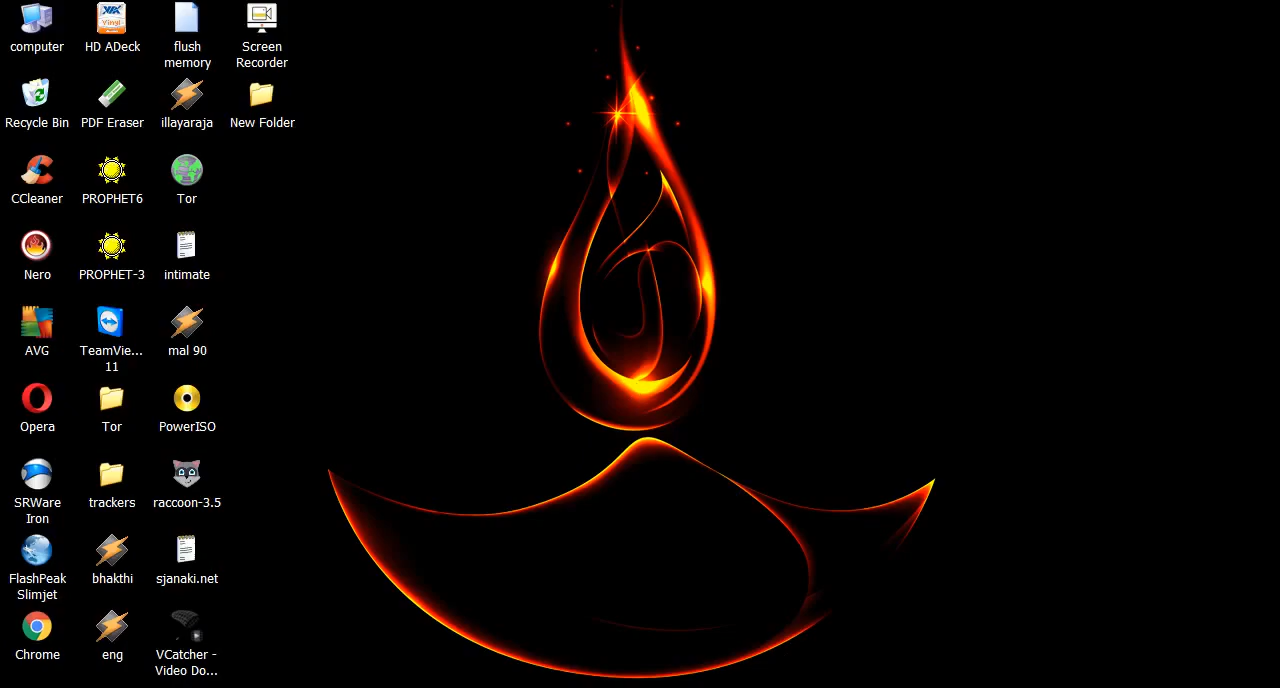 computer
HD ADeck
flush
memory
Screen
Recorder
Recycle Bin
PDF Eraser
illayaraja
New Folder
CCleaner
PROPHET6
Tor
Nero
PROPHET-3
intimate
AVG
TeamVie...
11
mal 90
Opera
Tor
PowerISO
SRWare
Iron
trackers
raccoon-3.5
FlashPeak
Slimjet
bhakthi
sjanaki.net
Chrome
eng
VCatcher -
Video Do...